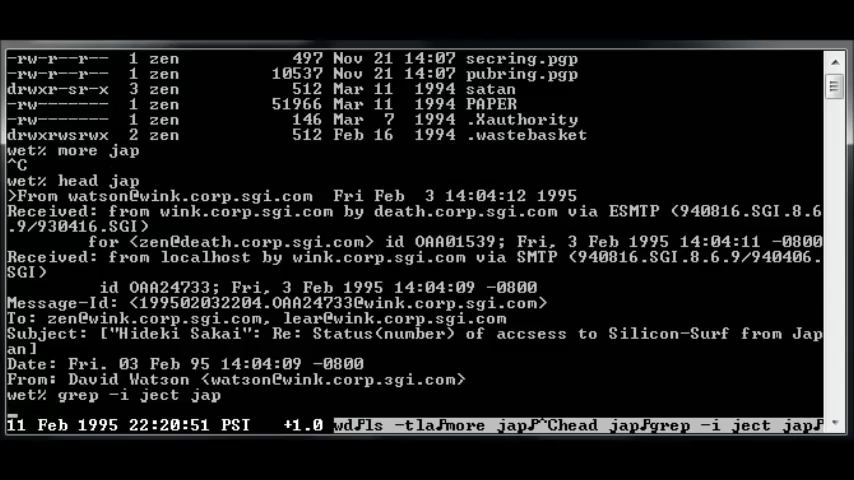 -rw-r--r-- 1 zen 497 Nov 21 14:07 secring.pgp
-rw-r--r-- 1 zen 10537 Nov 21 14:07 pubring.pgp
drwxr-sr-x 3 zen 512 Mar 11 1994 satan
-rw------- 1 zen 51966 Mar 11 1994 PAPER
-rw------- 1 zen 146 Mar 7 1994 .Xauthority
drwxrwsrwx 2 zen 512 Feb 16 1994 .wastebasket
wet% more jap
^C
wet% head jap
>From watson@wink.corp.sgi.com Fri Feb 3 14:04:12 1995
Received: from wink.corp.sgi.com by death.corp.sgi.com via ESMTP (940816.SGI.8.6
.9/930416.SGI)
for <zen@death.corp.sgi.com> id OAA01539; Fri, 3 Feb 1995 14:04:11 -0800
Received: from localhost by wink.corp.sgi.com via SMTP (940816.SGI.8.6.9/940406.
SGI)
id OAA24733; Fri, 3 Feb 1995 14:04:09 -0800
Message-Id: <199502032204.OAA24733@wink.corp.sgi.com>
To: zen@wink.corp.sgi.com, lear@wink.corp.sgi.com
Subject: ["Hideki Sakai": Re: Status(number) of accsess to Silicon-Surf from Jap
an]
Date: Fri, 03 Feb 95 14:04:09 -0800
From: David Watson <watson@wink.corp.sgi.com>
wet% grep -i ject jap
11 Feb 1995 22:20:51 PST +1.0 wd♪ls -tla♪more jap♪^Chead jap♪grep -i ject jap♪